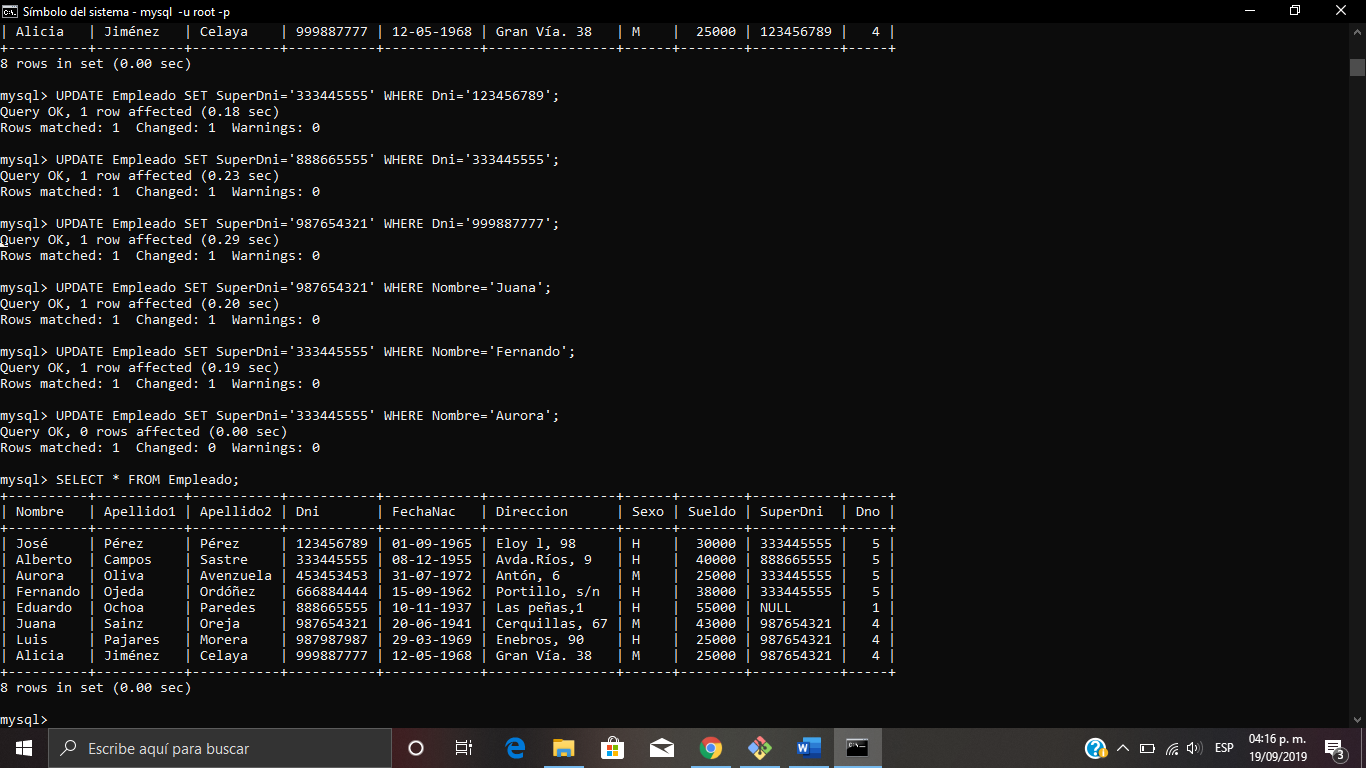 Símbolo del sistema - mysql -u root -p
| Alicia   | Jiménez   | Celaya    | 999887777 | 12-05-1968 | Gran Vía. 38   | M    |  25000 | 123456789 |   4 |
+----------+-----------+-----------+-----------+------------+----------------+------+--------+-----------+-----+
8 rows in set (0.00 sec)
mysql> UPDATE Empleado SET SuperDni='333445555' WHERE Dni='123456789';
Query OK, 1 row affected (0.18 sec)
Rows matched: 1  Changed: 1  Warnings: 0
mysql> UPDATE Empleado SET SuperDni='888665555' WHERE Dni='333445555';
Query OK, 1 row affected (0.23 sec)
Rows matched: 1  Changed: 1  Warnings: 0
mysql> UPDATE Empleado SET SuperDni='987654321' WHERE Dni='999887777';
Query OK, 1 row affected (0.29 sec)
Rows matched: 1  Changed: 1  Warnings: 0
mysql> UPDATE Empleado SET SuperDni='987654321' WHERE Nombre='Juana';
Query OK, 1 row affected (0.20 sec)
Rows matched: 1  Changed: 1  Warnings: 0
mysql> UPDATE Empleado SET SuperDni='333445555' WHERE Nombre='Fernando';
Query OK, 1 row affected (0.19 sec)
Rows matched: 1  Changed: 1  Warnings: 0
mysql> UPDATE Empleado SET SuperDni='333445555' WHERE Nombre='Aurora';
Query OK, 0 rows affected (0.00 sec)
Rows matched: 1  Changed: 0  Warnings: 0
mysql> SELECT * FROM Empleado;
+----------+-----------+-----------+-----------+------------+----------------+------+--------+-----------+-----+
| Nombre   | Apellido1 | Apellido2 | Dni       | FechaNac   | Direccion      | Sexo | Sueldo | SuperDni  | Dno |
+----------+-----------+-----------+-----------+------------+----------------+------+--------+-----------+-----+
| José     | Pérez     | Pérez     | 123456789 | 01-09-1965 | Eloy l, 98     | H    |  30000 | 333445555 |   5 |
| Alberto  | Campos    | Sastre    | 333445555 | 08-12-1955 | Avda.Ríos, 9   | H    |  40000 | 888665555 |   5 |
| Aurora   | Oliva     | Avenzuela | 453453453 | 31-07-1972 | Antón, 6       | M    |  25000 | 333445555 |   5 |
| Fernando | Ojeda     | Ordóñez   | 666884444 | 15-09-1962 | Portillo, s/n  | H    |  38000 | 333445555 |   5 |
| Eduardo  | Ochoa     | Paredes   | 888665555 | 10-11-1937 | Las peñas,1    | H    |  55000 | NULL      |   1 |
| Juana    | Sainz     | Oreja     | 987654321 | 20-06-1941 | Cerquillas, 67 | M    |  43000 | 987654321 |   4 |
| Luis     | Pajares   | Morera    | 987987987 | 29-03-1969 | Enebros, 90    | H    |  25000 | 987654321 |   4 |
| Alicia   | Jiménez   | Celaya    | 999887777 | 12-05-1968 | Gran Vía. 38   | M    |  25000 | 987654321 |   4 |
+----------+-----------+-----------+-----------+------------+----------------+------+--------+-----------+-----+
8 rows in set (0.00 sec)
mysql>
Escribe aquí para buscar
ESP
04:16 p. m.
19/09/2019
3